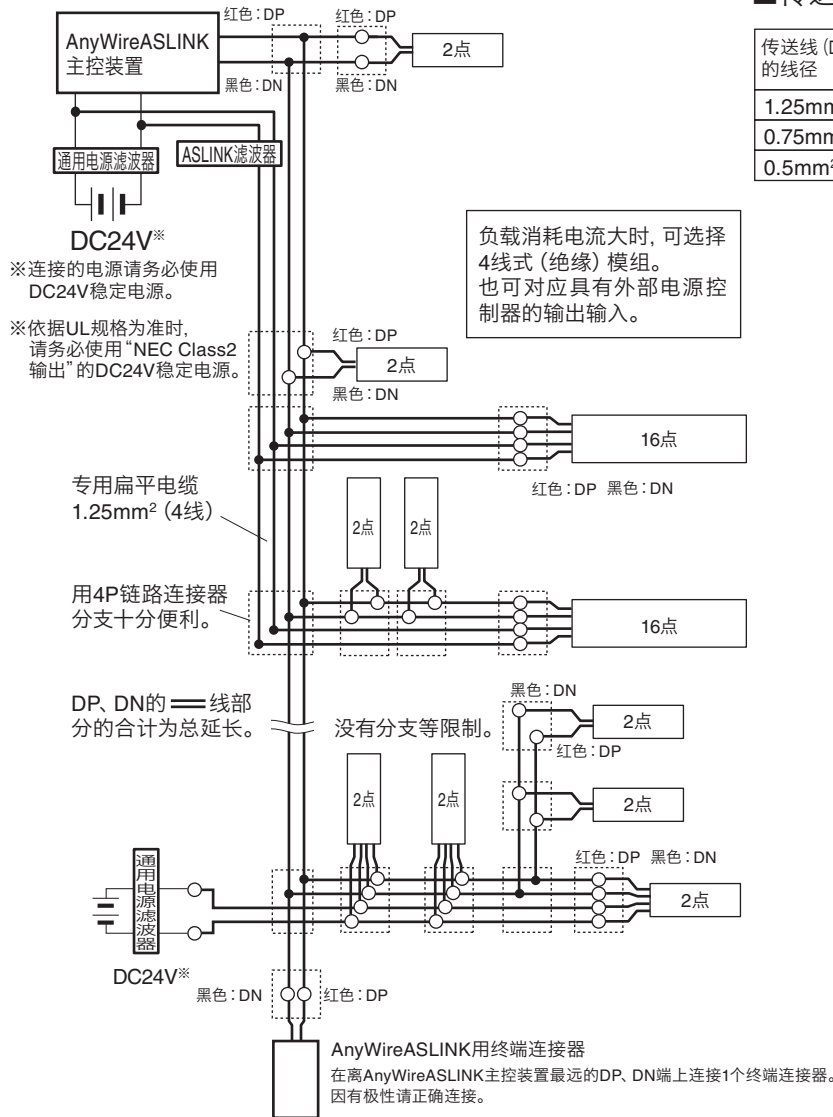 ■传送
红色：DP
红色：DP
AnyWireASLINK
主控装置
2点
黑色：DN
黑色：DN
传送线（D
的线径
1.25mm
0.75mm
0.5mm²
通用电源滤波器
ASLINK滤波器
DC24V※
※连接的电源请务必使用
DC24V稳定电源。
※依据UL规格为准时，
请务必使用“NEC Class2
输出”的DC24V稳定电源。
负载消耗电流大时，可选择
4线式（绝缘）模组。
也可对应具有外部电源控
制器的输出输入。
红色：DP
2点
黑色：DN
16点
红色：DP 黑色：DN
专用扁平电缆
1.25mm²（4线）
2点
2点
用4P链路连接器
分支十分便利。
16点
DP、DN的 线部
分的合计为总延长。
没有分支等限制。
黑色：DN
2点
红色：DP
2点
2点
2点
红色：DP 黑色：DN
2点
通用电源滤波器
DC24V※
黑色：DN
红色：DP
AnyWireASLINK用终端连接器
在离AnyWireASLINK主控装置最远的DP、DN端上连接1个终端连接器。
因有极性请正确连接。